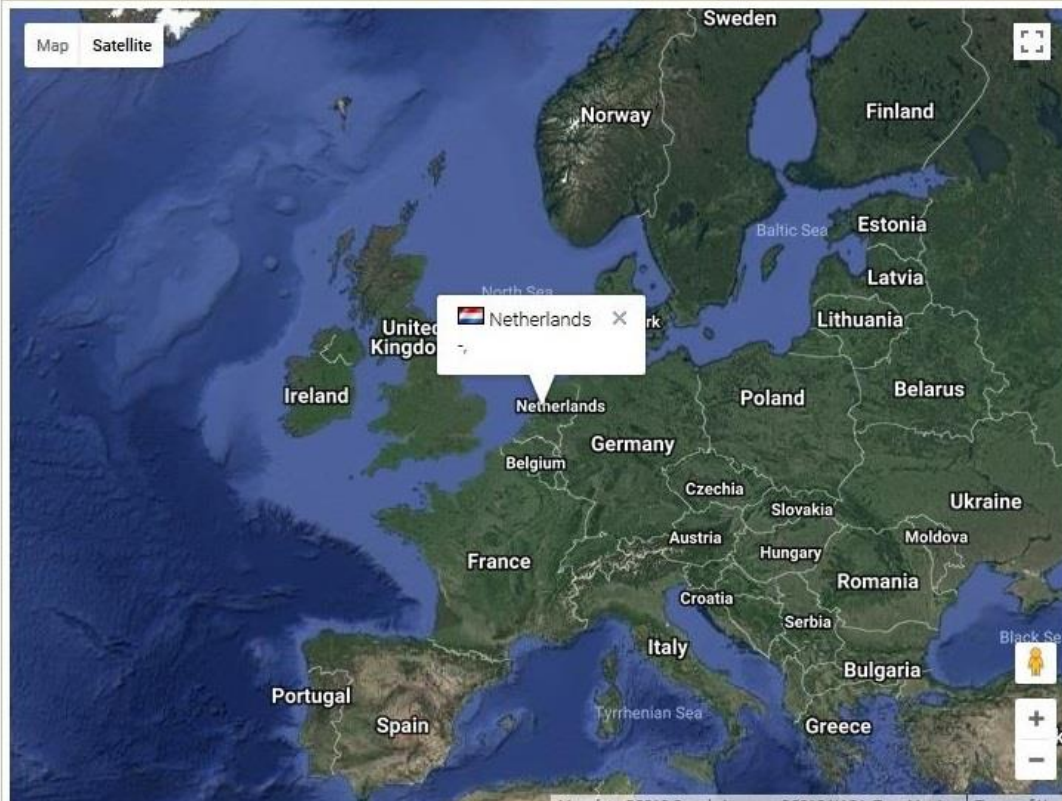 Sweden
Map Satellite
Norway
Finland
Baltic Sea
Estonia
Latvia
North Sea
Netherlands
-,
Lithuania
United
Ireland
Belarus
Netherlands
Poland
Germany
Belgium
Czechia
Ukraine
Slovakia
Austria
Moldova
Hungary
France
Romania
Croatia
Serbia
Italy
Bulgaria
Portugal
Tyrrhenian Sea
Spain
Greece